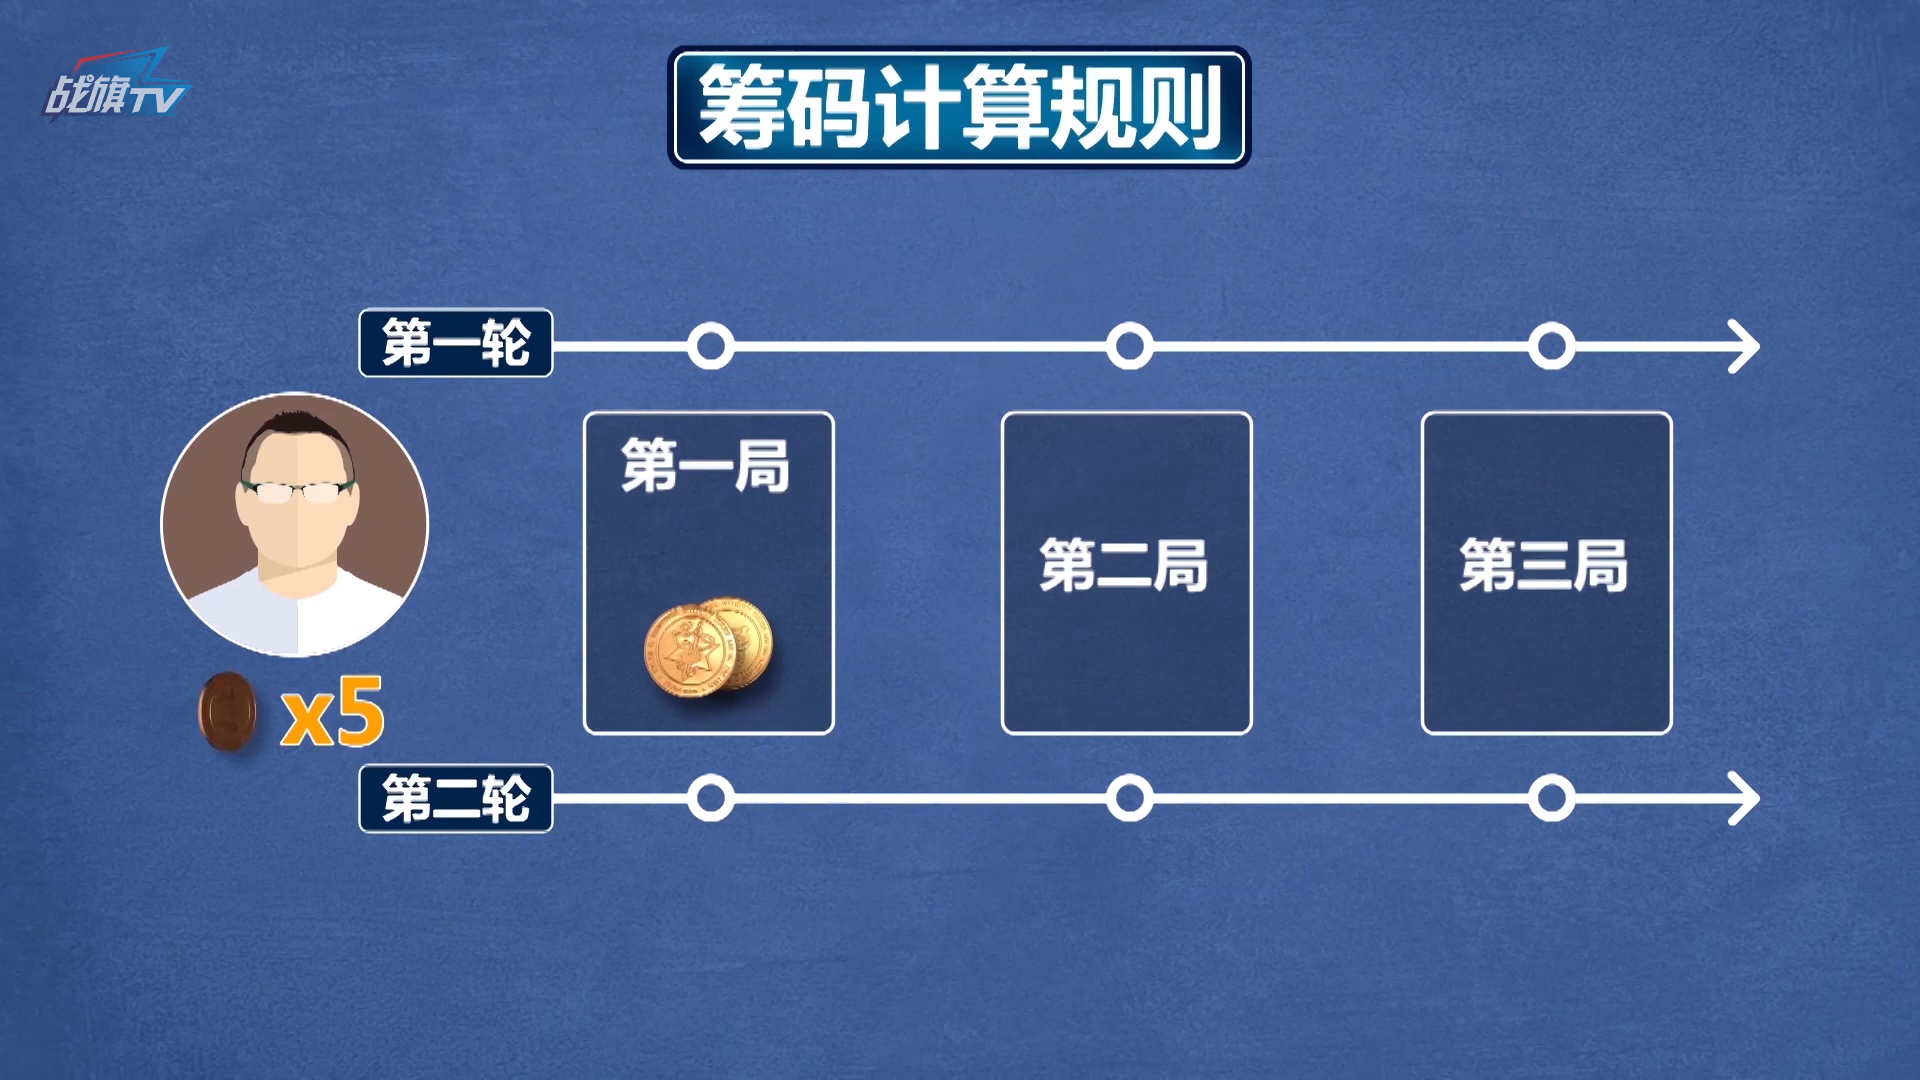 战旗TV
筹码计算规则
第一轮
第一局
第二局
第三局
x5
第二轮